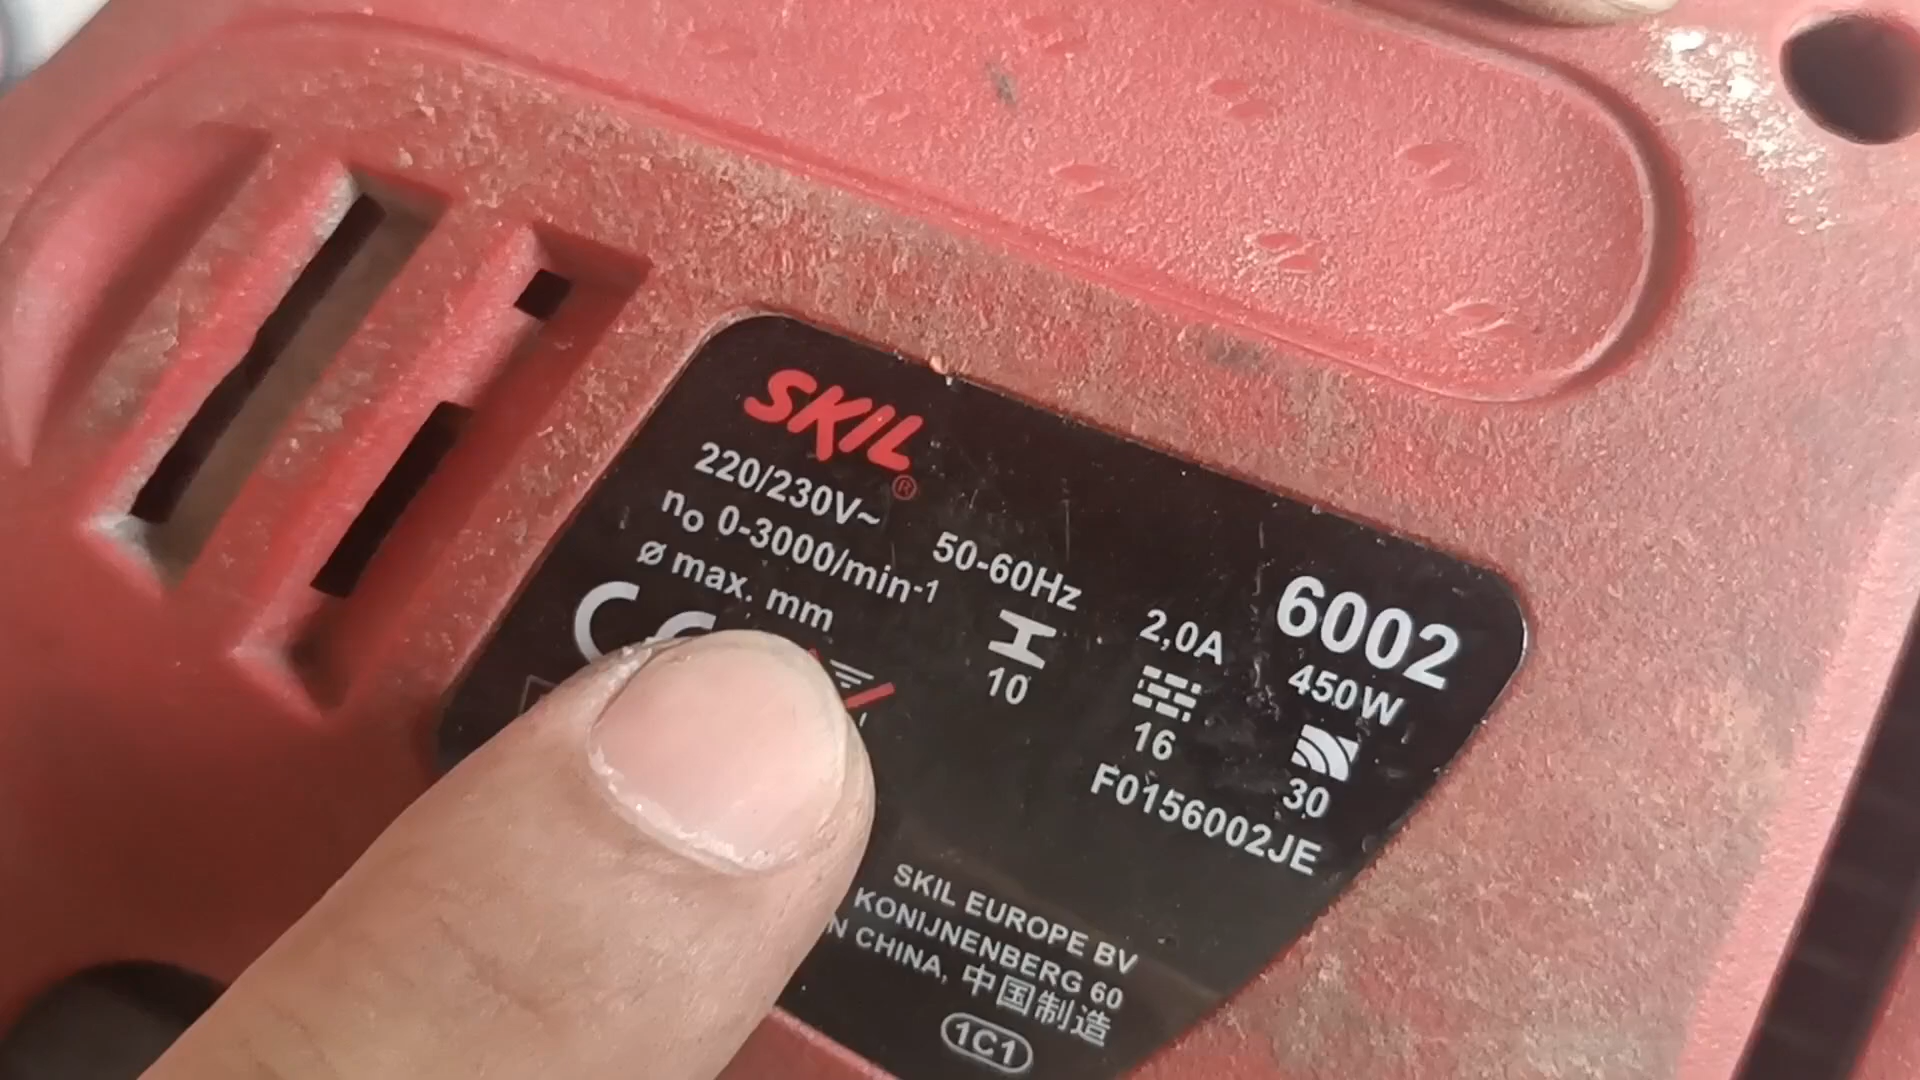 SKIL®
220/230V~ 50-60Hz 2,0A 450W
6002
n₀ 0-3000/min-1
ø max. mm 10 16 30
CE
F0156002JE
SKIL EUROPE BV
KONIJNENBERG 60
CHINA, 中国制造
1C1